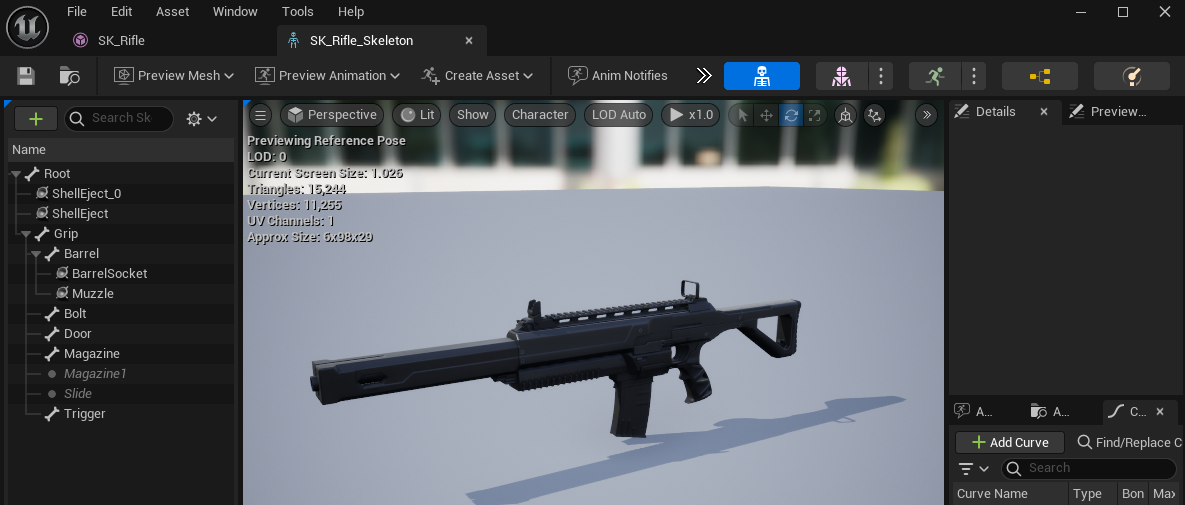 File Edit Asset Window Tools Help
SK_Rifle
SK_Rifle_Skeleton
Preview Mesh
Preview Animation
Create Asset
Anim Notifies
Search Sk
Name
Root
ShellEject_0
ShellEject
Grip
Barrel
BarrelSocket
Muzzle
Bolt
Door
Magazine
Magazine1
Slide
Trigger
Perspective
Lit
Show
Character
LOD Auto
x1.0
Previewing Reference Pose
LOD: 0
Current Screen Size: 1.026
Triangles: 15,244
Vertices: 11,255
UV Channels: 1
Approx Size: 6x98x29
Details
Preview...
A...
A...
C...
Add Curve
Find/Replace C
Search
Curve Name Type Bon Max